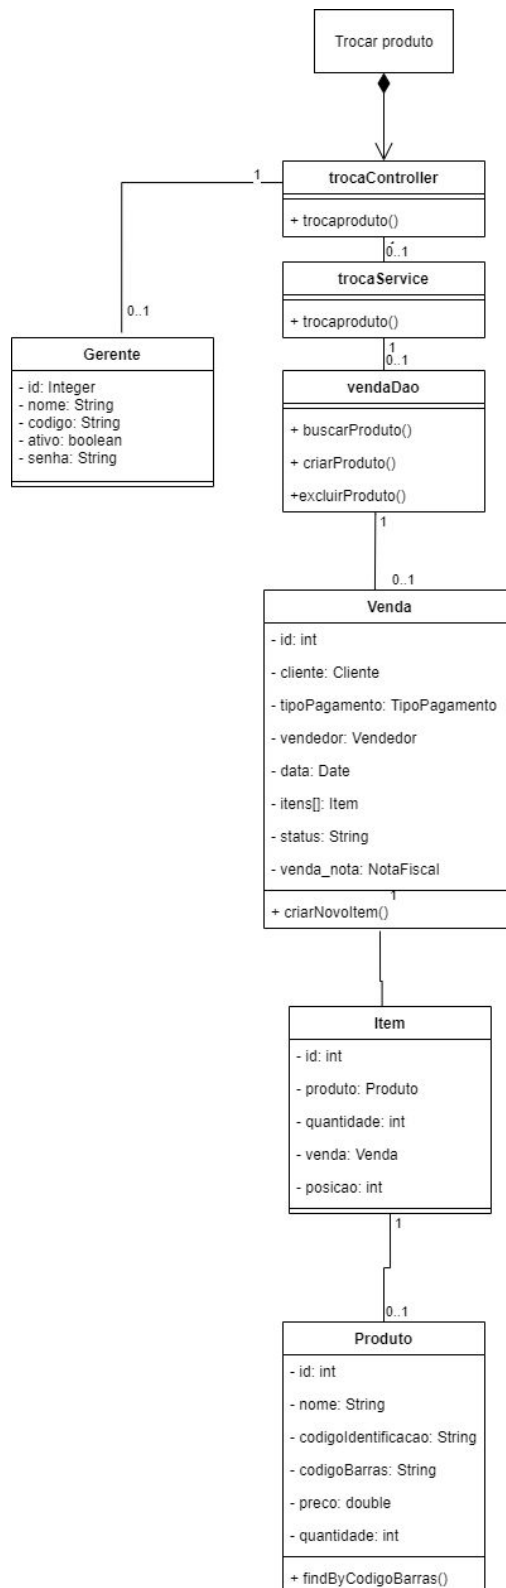 Trocar produto
1
trocaController
+ trocaproduto()
0..1
0..1
trocaService
+ trocaproduto()
1
0..1
Gerente
- id: Integer
- nome: String
- codigo: String
- ativo: boolean
- senha: String
vendaDao
+ buscarProduto()
+ criarProduto()
+excluirProduto()
1
0..1
Venda
- id: int
- cliente: Cliente
- tipoPagamento: TipoPagamento
- vendedor: Vendedor
- data: Date
- itens[]: Item
- status: String
- venda_nota: NotaFiscal
1
+ criarNovoItem()
Item
- id: int
- produto: Produto
- quantidade: int
- venda: Venda
- posicao: int
1
0..1
Produto
- id: int
- nome: String
- codigoIdentificacao: String
- codigoBarras: String
- preco: double
- quantidade: int
+ findByCodigoBarras()